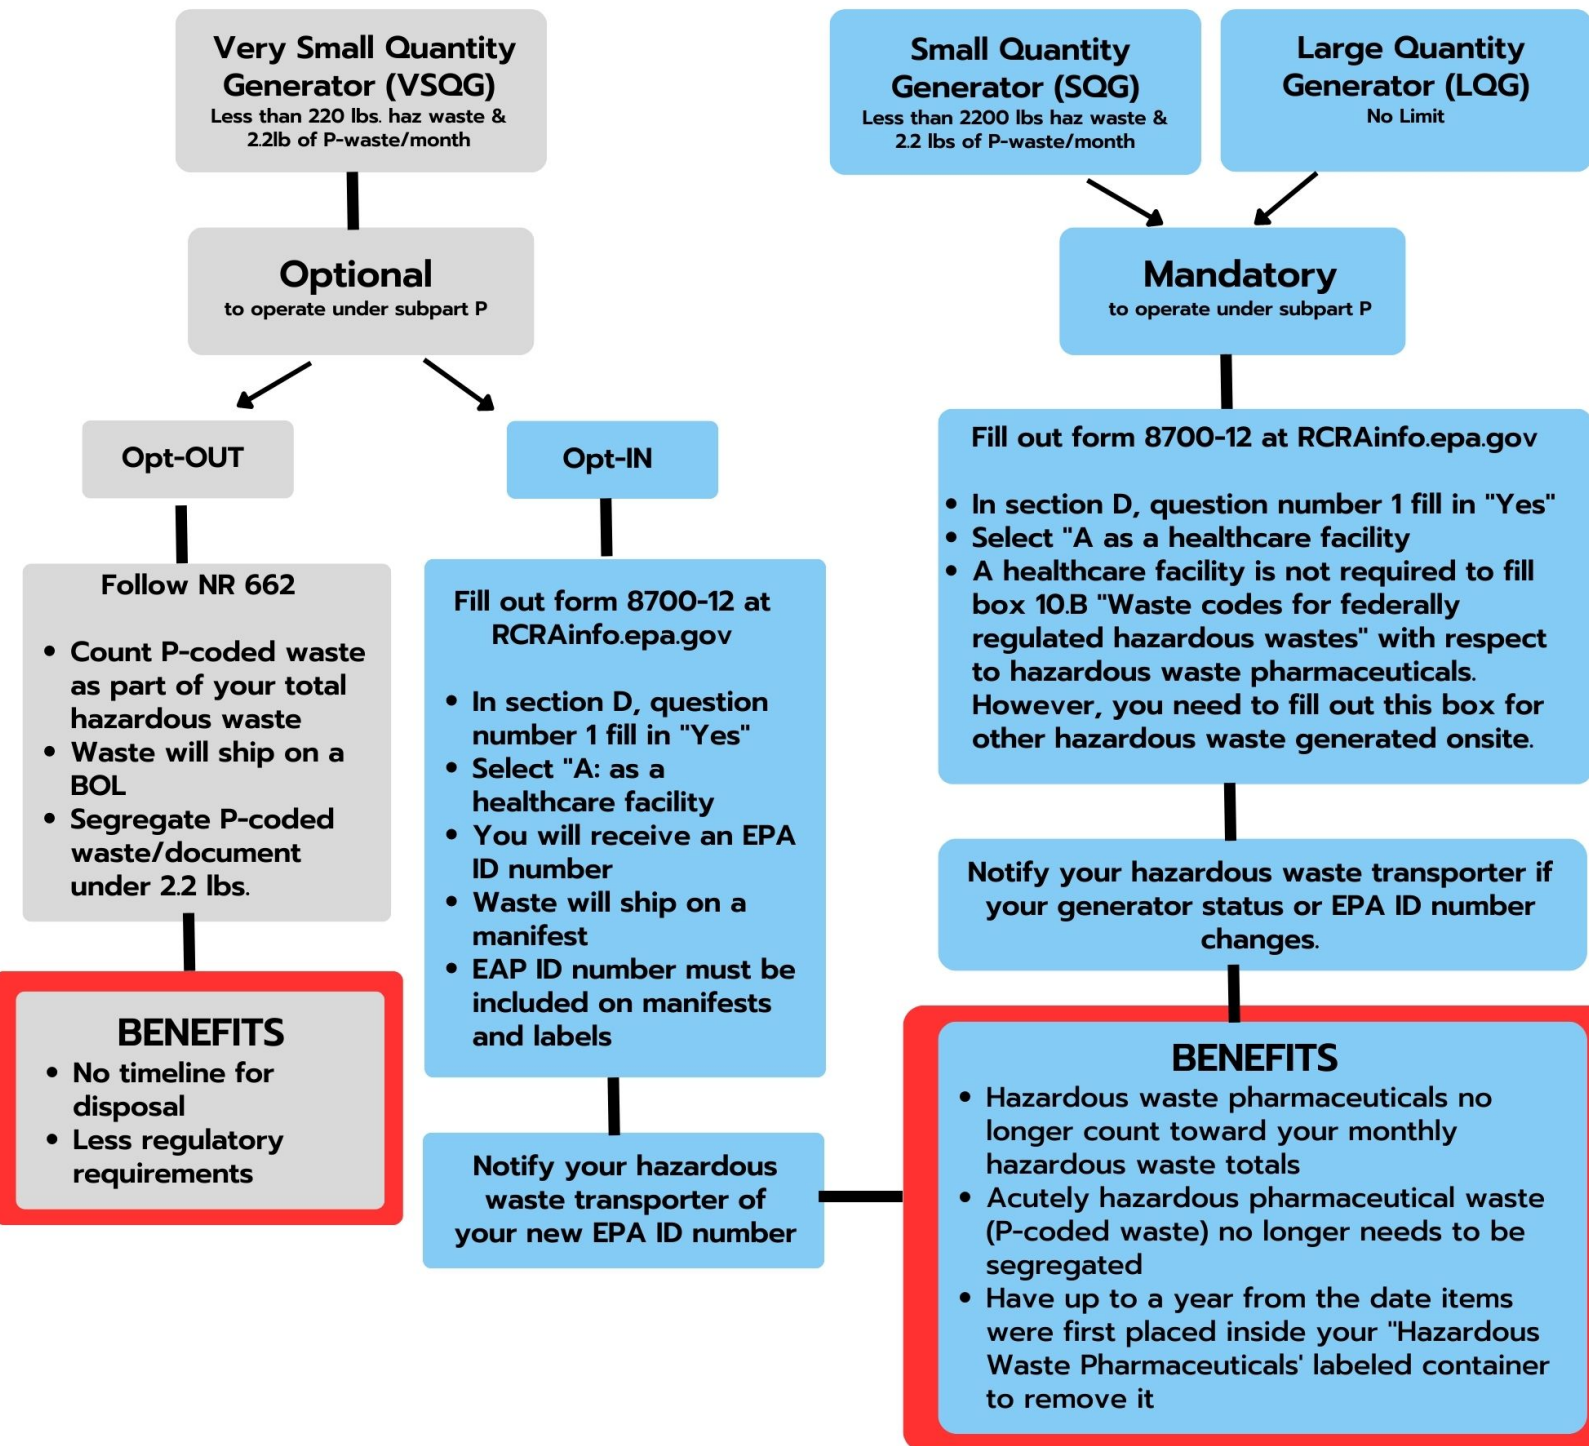 Very Small Quantity
Generator (VSQG)
Less than 220 lbs. haz waste &
2.2lb of P-waste/month
Small Quantity
Generator (SQG)
Less than 2200 lbs haz waste &
2.2 lbs of P-waste/month
Large Quantity
Generator (LQG)
No Limit
Optional
to operate under subpart P
Mandatory
to operate under subpart P
Opt-OUT
Opt-IN
Follow NR 662
• Count P-coded waste
as part of your total
hazardous waste
• Waste will ship on a
BOL
• Segregate P-coded
waste/document
under 2.2 lbs.
BENEFITS
• No timeline for
disposal
• Less regulatory
requirements
Fill out form 8700-12 at
RCRAinfo.epa.gov
• In section D, question
number 1 fill in "Yes"
• Select "A: as a
healthcare facility
• You will receive an EPA
ID number
• Waste will ship on a
manifest
• EAP ID number must be
included on manifests
and labels
Notify your hazardous
waste transporter of
your new EPA ID number
Fill out form 8700-12 at RCRAinfo.epa.gov
• In section D, question number 1 fill in "Yes"
• Select "A as a healthcare facility
• A healthcare facility is not required to fill
box 10.B "Waste codes for federally
regulated hazardous wastes" with respect
to hazardous waste pharmaceuticals.
However, you need to fill out this box for
other hazardous waste generated onsite.
Notify your hazardous waste transporter if
your generator status or EPA ID number
changes.
BENEFITS
• Hazardous waste pharmaceuticals no
longer count toward your monthly
hazardous waste totals
• Acutely hazardous pharmaceutical waste
(P-coded waste) no longer needs to be
segregated
• Have up to a year from the date items
were first placed inside your "Hazardous
Waste Pharmaceuticals' labeled container
to remove it